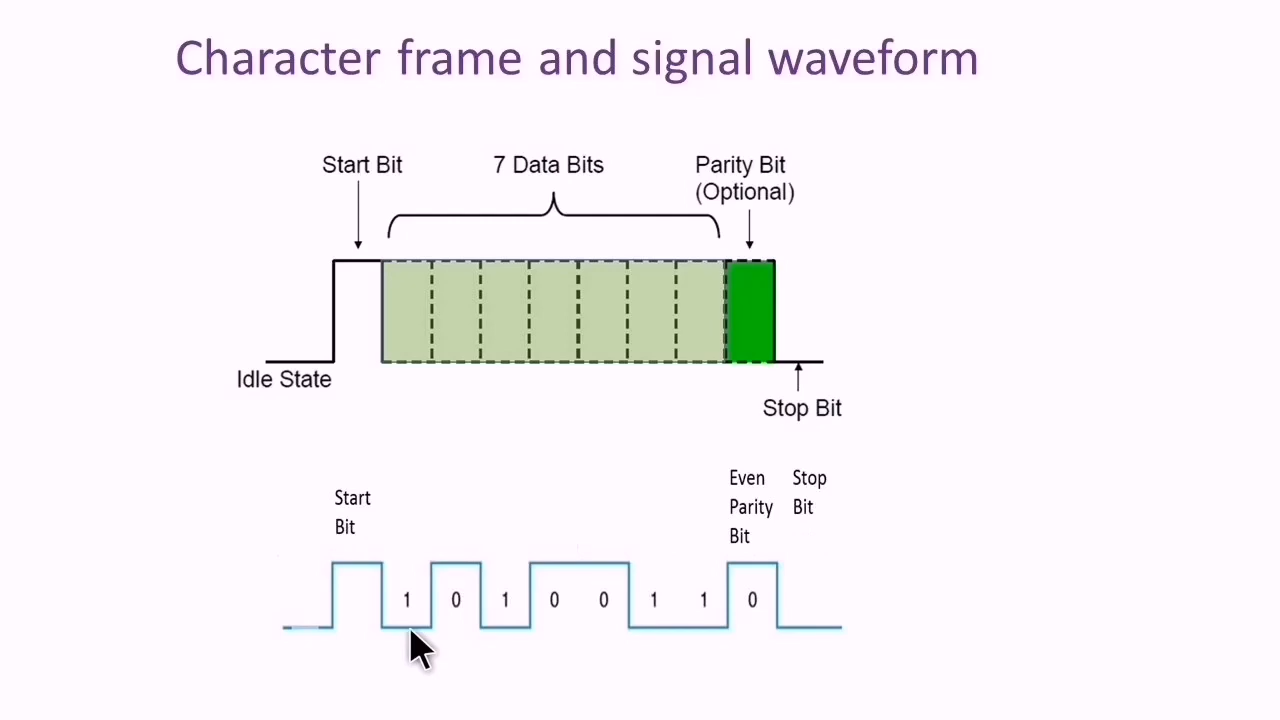 Character frame and signal waveform
Start Bit
7 Data Bits
Parity Bit
(Optional)
Idle State
Stop Bit
Start
Bit
Even
Parity
Bit
Stop
Bit
1 0 1 0 0 1 1 0